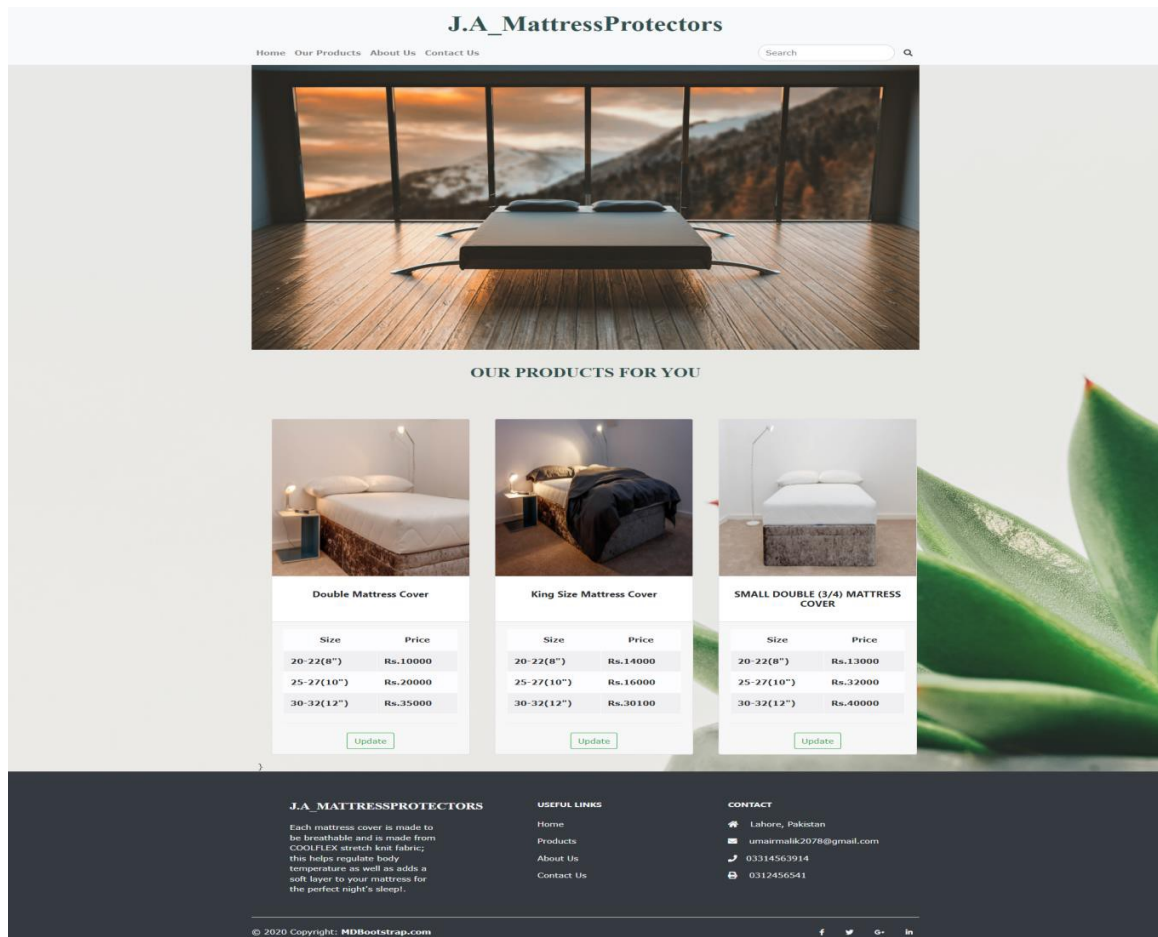 J.A_MattressProtectors
Home Our Products About Us Contact Us Search
OUR PRODUCTS FOR YOU
Double Mattress Cover
Size Price
20-22(8") Rs.10000
25-27(10") Rs.20000
30-32(12") Rs.35000
Update
King Size Mattress Cover
Size Price
20-22(8") Rs.14000
25-27(10") Rs.16000
30-32(12") Rs.30100
Update
SMALL DOUBLE (3/4) MATTRESS
COVER
Size Price
20-22(8") Rs.13000
25-27(10") Rs.32000
30-32(12") Rs.40000
Update
}
J.A_MATTRESSPROTECTORS
Each mattress cover is made to
be breathable and is made from
COOLFLEX stretch knit fabric;
this helps regulate body
temperature as well as adds a
soft layer to your mattress for
the perfect night's sleep!.
USEFUL LINKS
Home
Products
About Us
Contact Us
CONTACT
Lahore, Pakistan
umairmalik2078@gmail.com
03314563914
0312456541
© 2020 Copyright: MDBootstrap.com